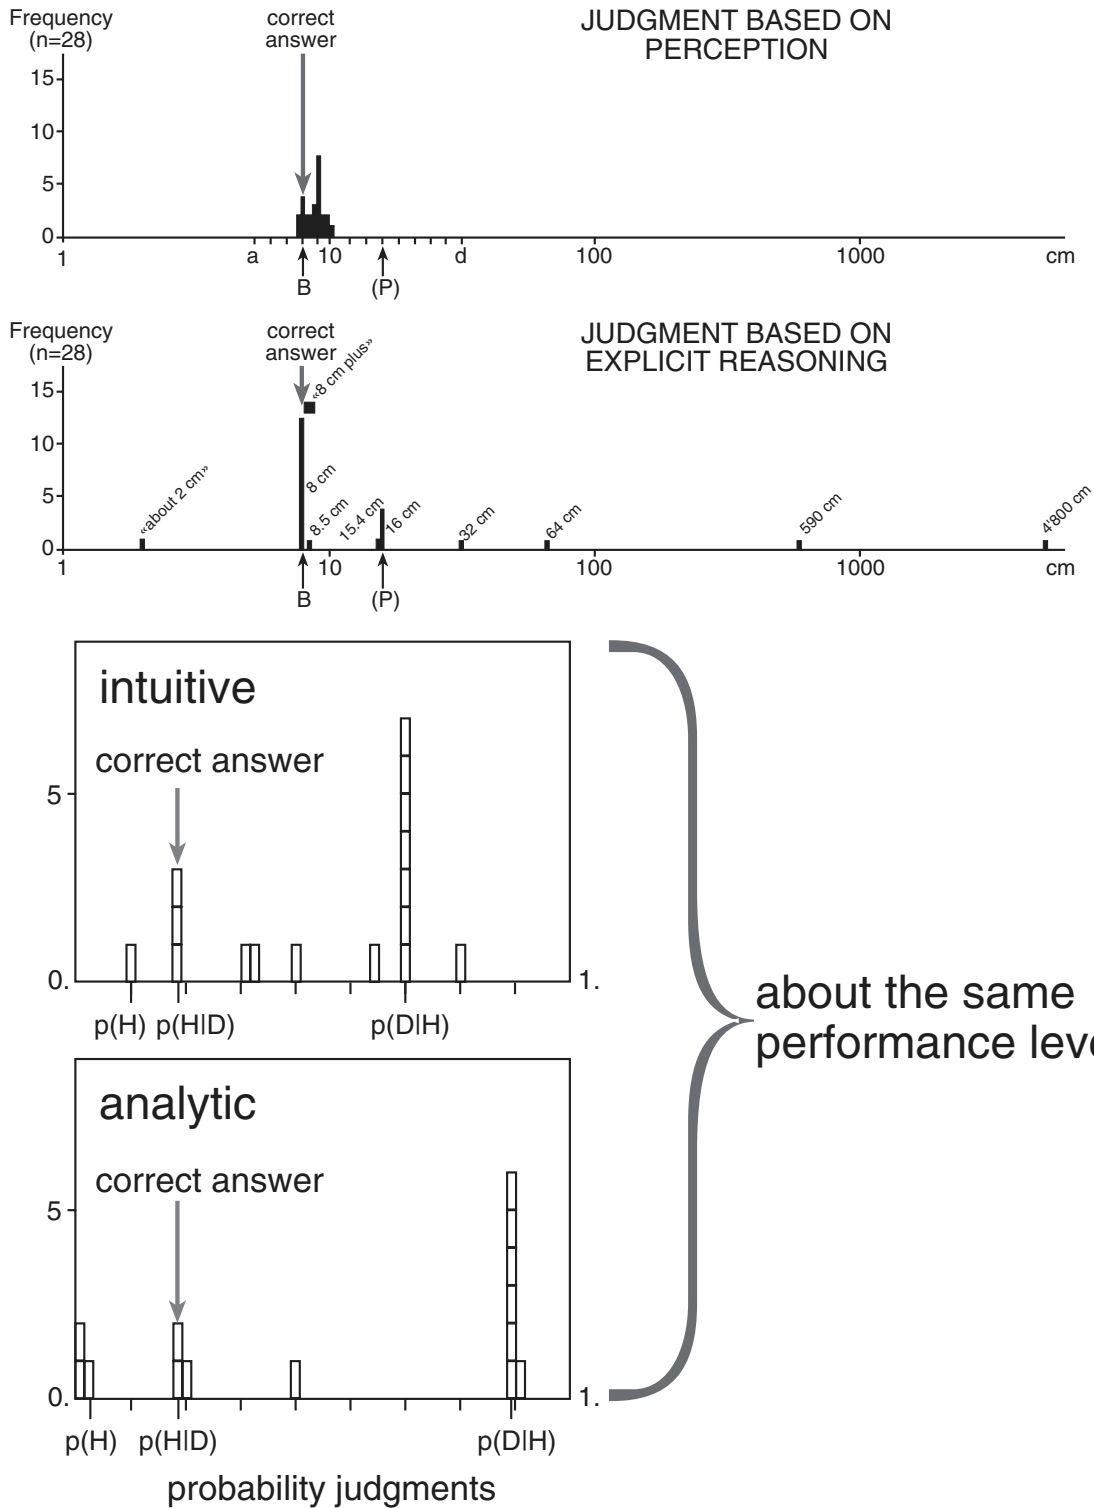 Frequency
(n=28)
correct
answer
JUDGMENT BASED ON
PERCEPTION
15
10
5
0
1
a
10
d
100
1000
cm
B
(P)
Frequency
(n=28)
correct
answer
«8 cm plus»
JUDGMENT BASED ON
EXPLICIT REASONING
15
10
5
0
«about 2 cm»
8 cm
8.5 cm
15.4 cm
16 cm
32 cm
64 cm
590 cm
4'800 cm
1
10
100
1000
cm
B
(P)
intuitive
correct answer
5
0.
1.
p(H)
p(H|D)
p(D|H)
about the same
performance leve
analytic
correct answer
5
0.
1.
p(H)
p(H|D)
p(D|H)
probability judgments